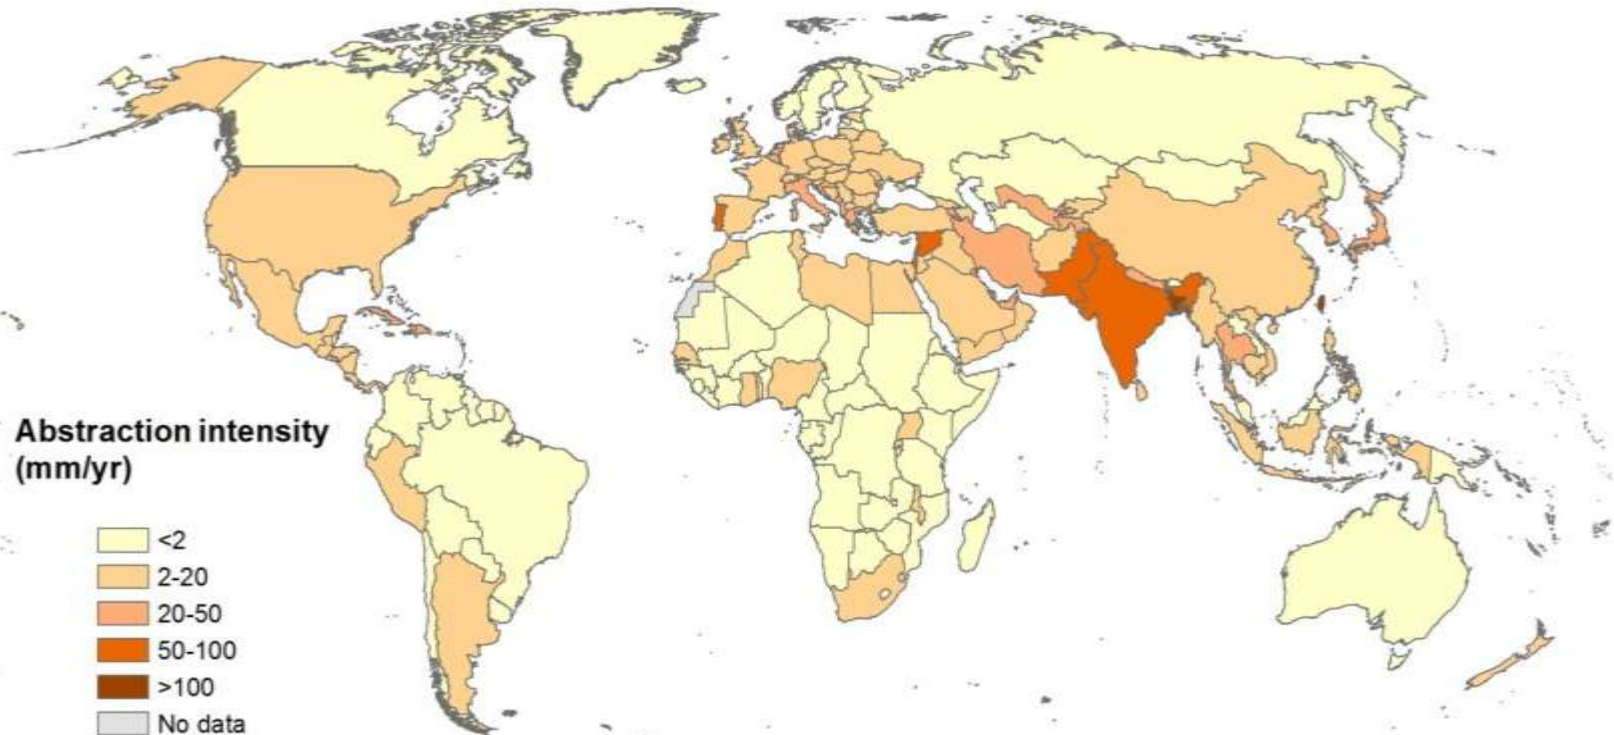 Abstraction intensity
(mm/yr)
<2
2-20
20-50
50-100
>100
No data